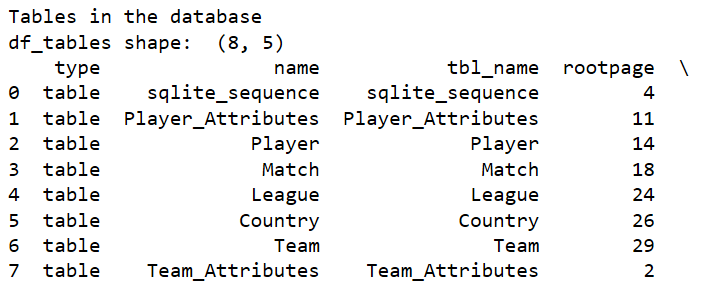 Tables in the database
df_tables shape:  (8, 5)
    type               name           tbl_name  rootpage  \
0  table    sqlite_sequence    sqlite_sequence         4
1  table  Player_Attributes  Player_Attributes        11
2  table             Player             Player        14
3  table              Match              Match        18
4  table             League             League        24
5  table            Country            Country        26
6  table               Team               Team        29
7  table    Team_Attributes    Team_Attributes         2